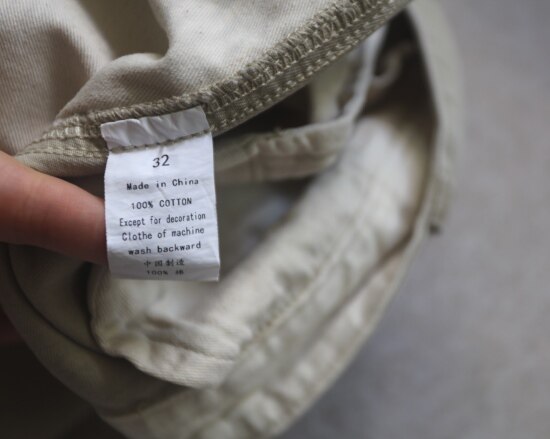 32
Made in China
100% COTTON
Except for decoration
Clothe of machine
wash backward
中国制造
100% 棉